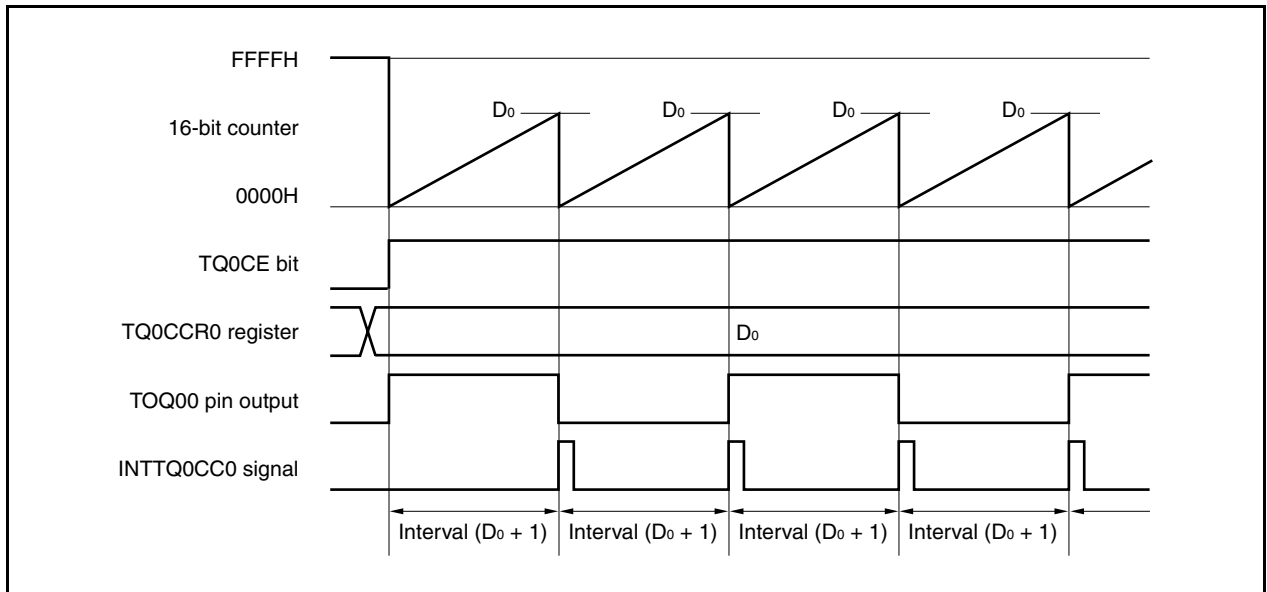 FFFFH
D₀ D₀ D₀ D₀
16-bit counter
0000H
TQ0CE bit
TQ0CCR0 register D₀
TOQ00 pin output
INTTQ0CC0 signal
Interval (D₀ + 1) Interval (D₀ + 1) Interval (D₀ + 1) Interval (D₀ + 1)